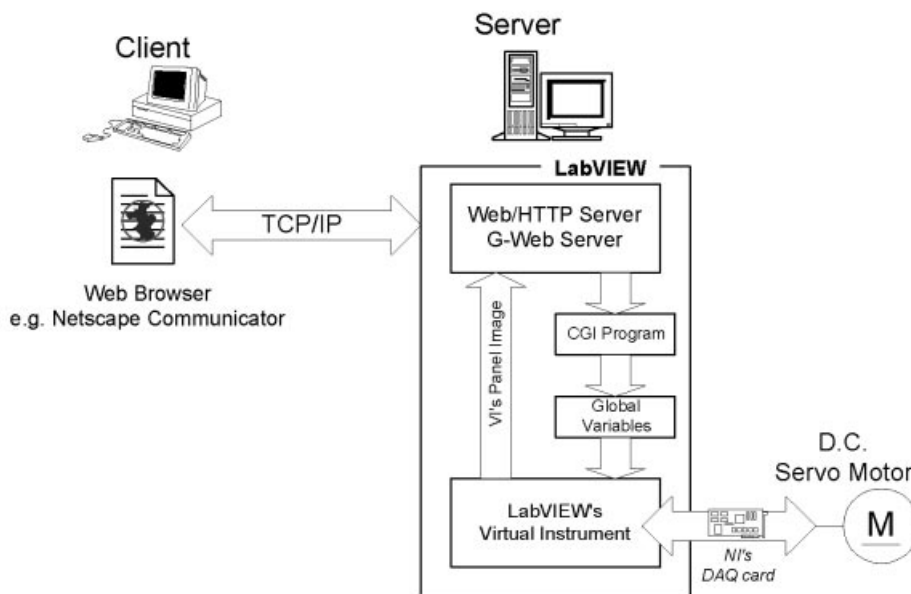 Client
Server
LabVIEW
Web/HTTP Server
G-Web Server
TCP/IP
Web Browser
e.g. Netscape Communicator
CGI Program
VI's Panel Image
Global
Variables
D.C.
Servo Motor
LabVIEW's
Virtual Instrument
M
NI's
DAQ card